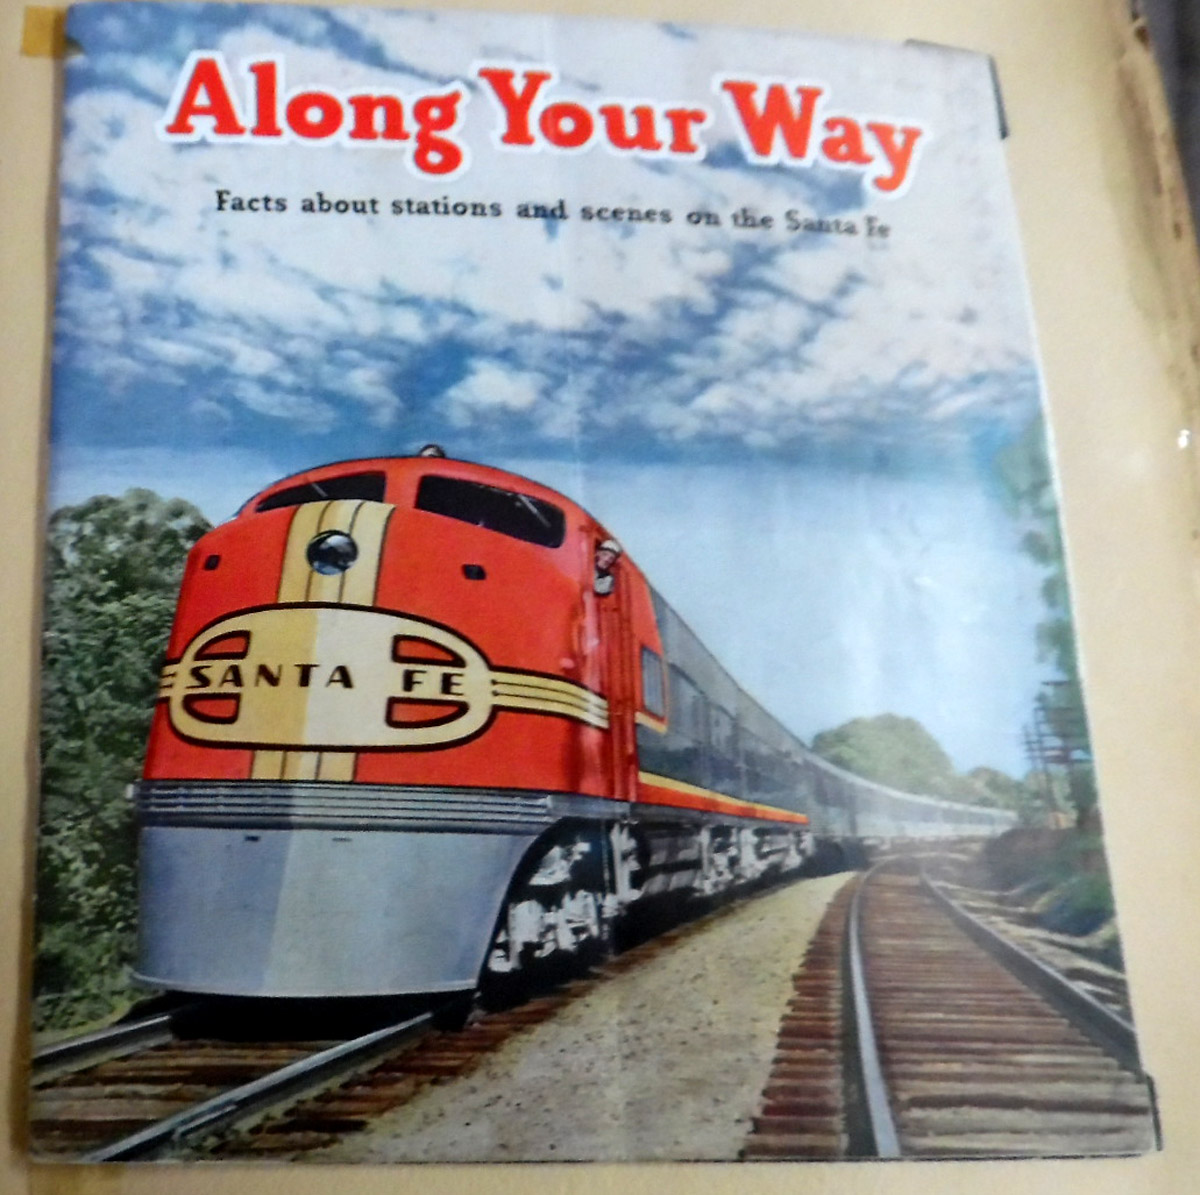 Along Your Way
Facts about stations and scenes on the Santa Fe
SANTA FE